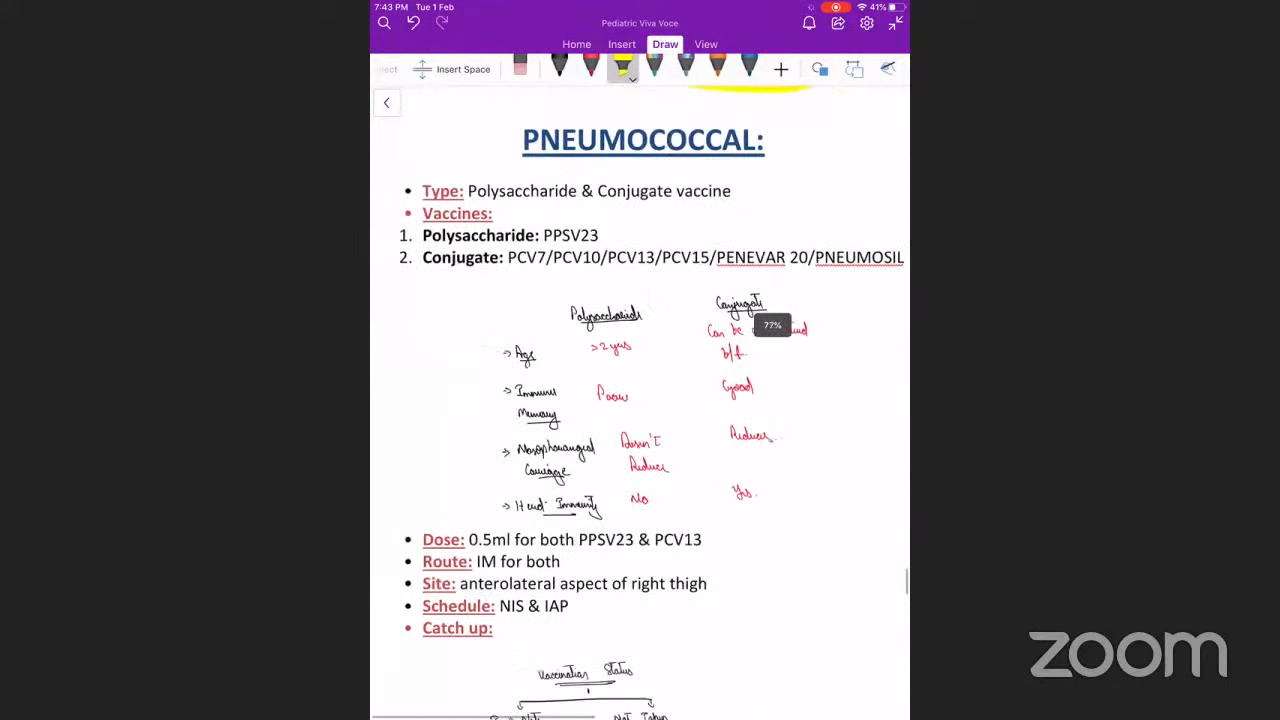 7:43 PM Tue 1 Feb
41%
Pediatric Viva Voce
Home Insert Draw View
Insert Space
PNEUMOCOCCAL:
• Type: Polysaccharide & Conjugate vaccine
• Vaccines:
1. Polysaccharide: PPSV23
2. Conjugate: PCV7/PCV10/PCV13/PCV15/PENEVAR 20/PNEUMOSIL
Polysaccharide Conjugate
77%
→ Age >2 yrs Can be b/f
→ Immune Memory Poor Good
→ Nasopharyngeal Carriage Doesn't Reduce Reduces
→ Herd Immunity No Yes.
• Dose: 0.5ml for both PPSV23 & PCV13
• Route: IM for both
• Site: anterolateral aspect of right thigh
• Schedule: NIS & IAP
• Catch up:
Vaccination Status
zoom